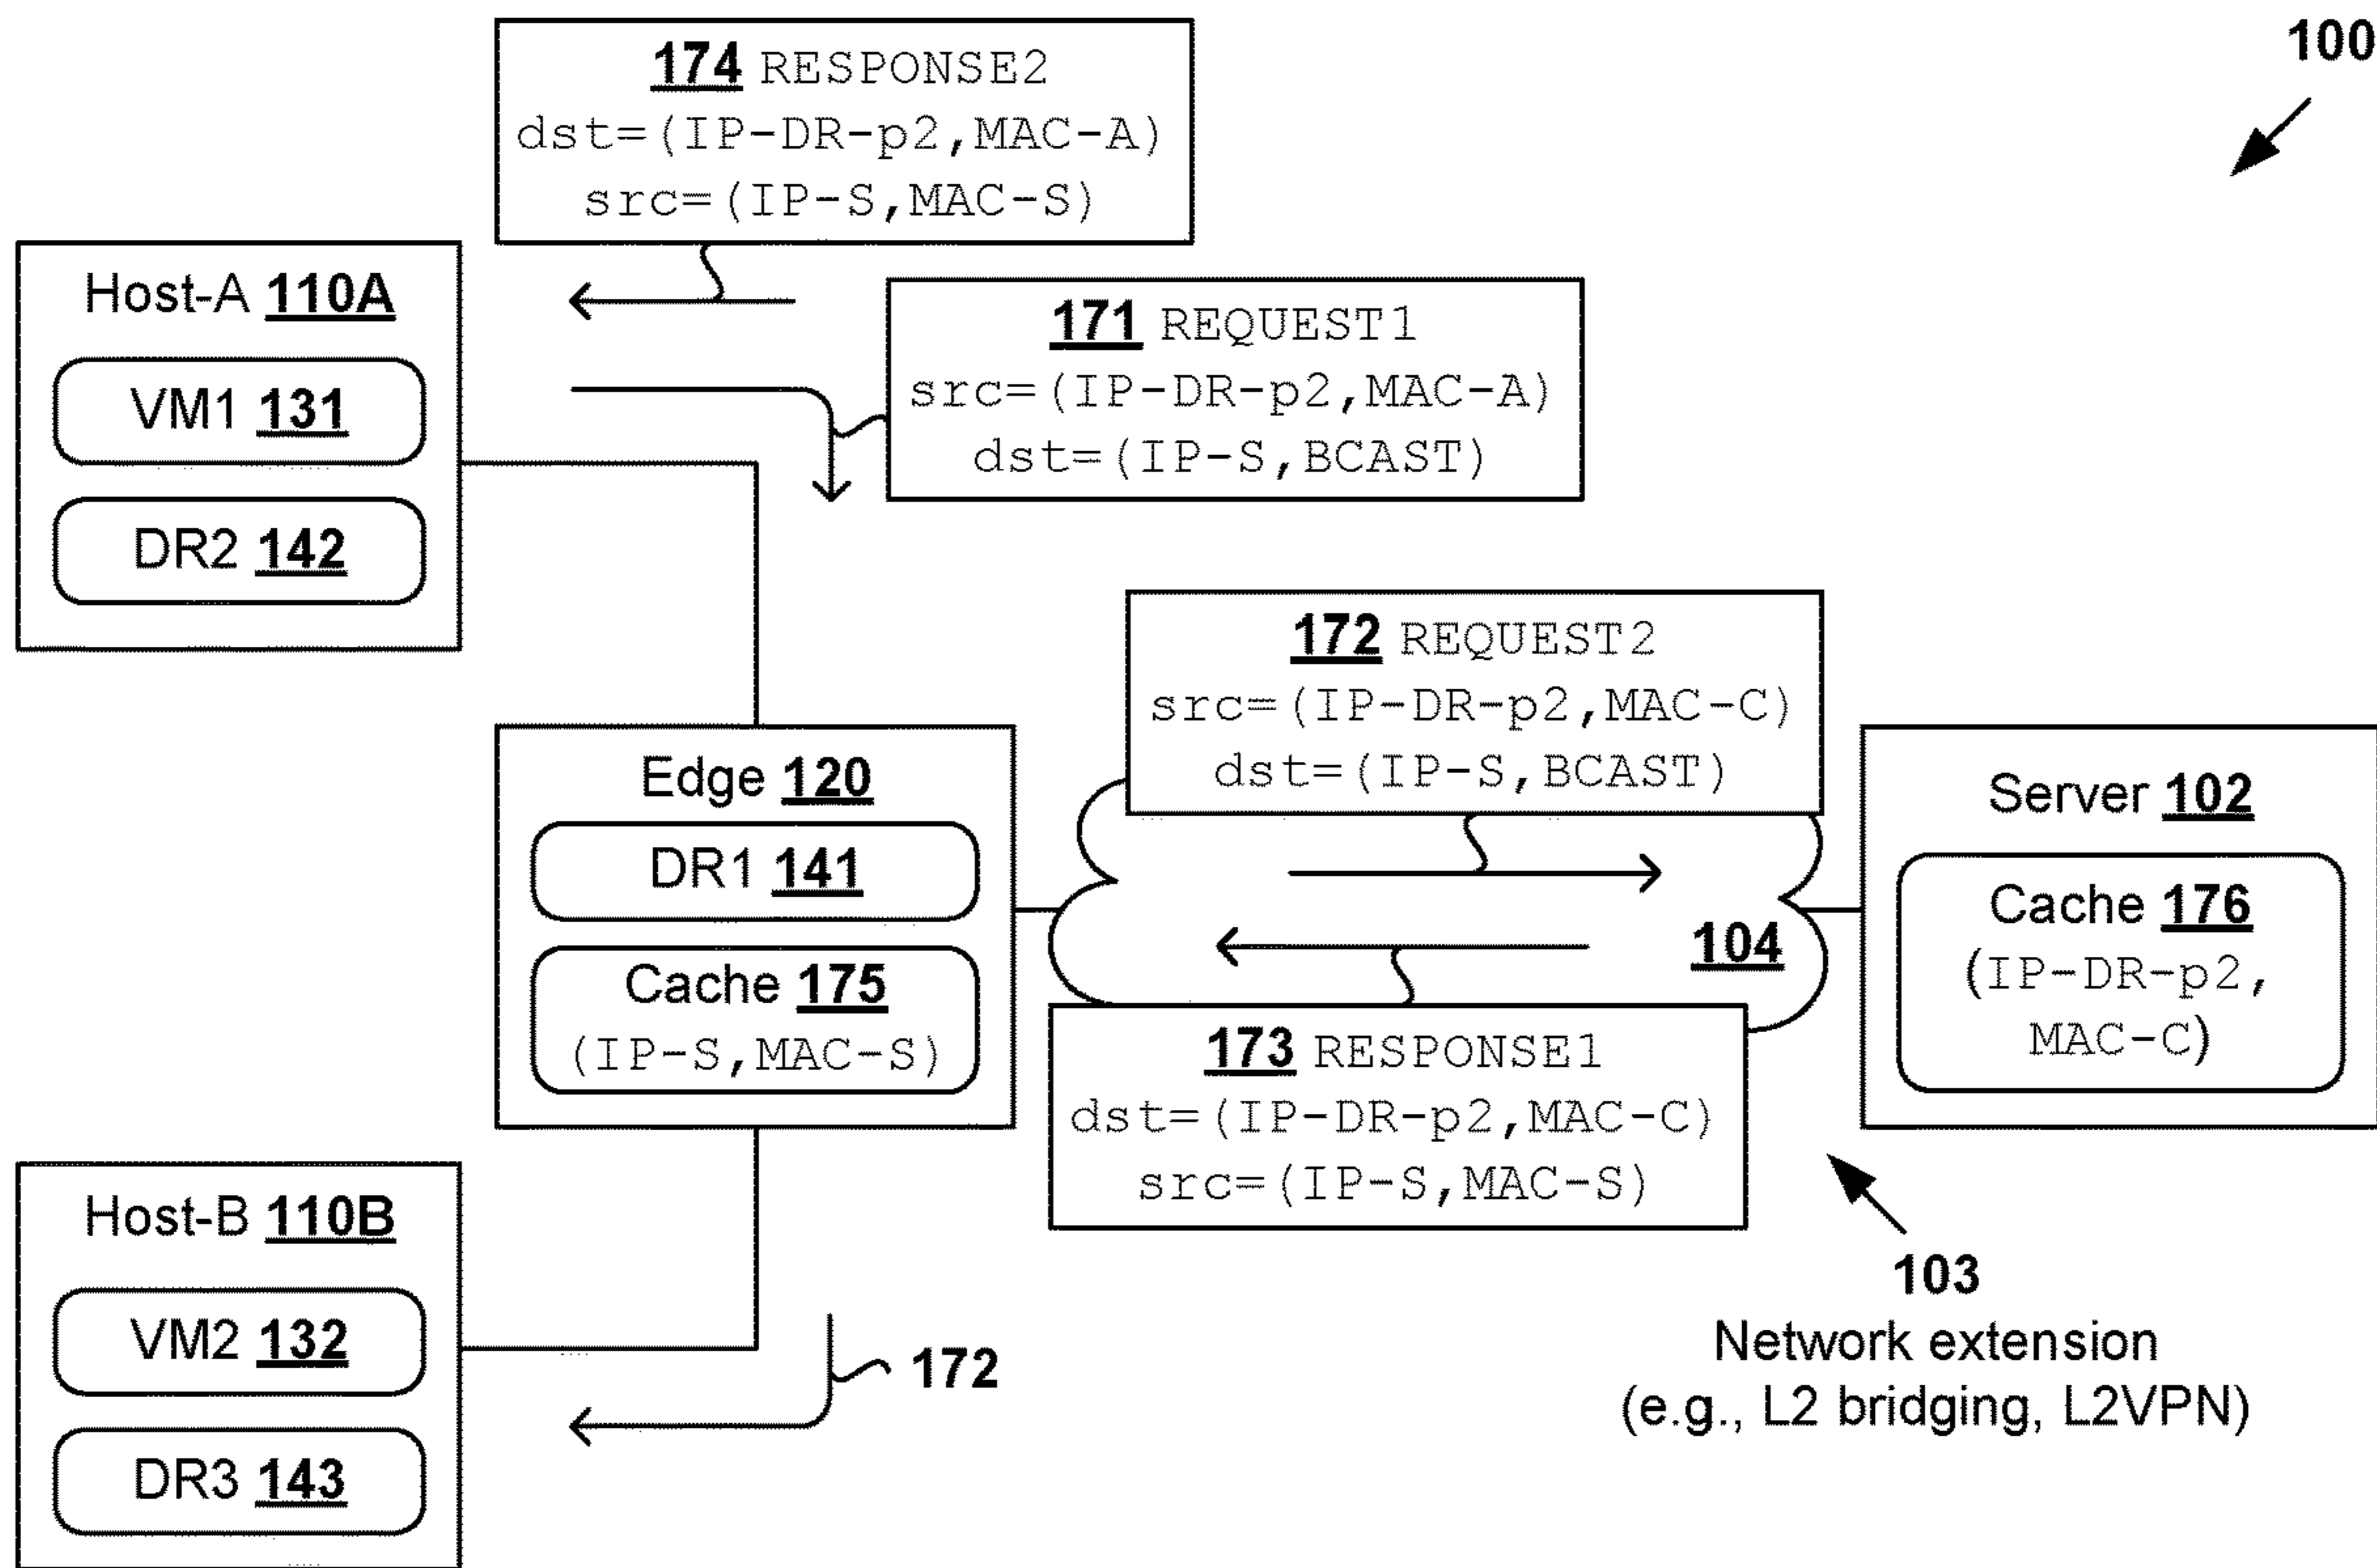 100
174 RESPONSE2
dst=(IP-DR-p2,MAC-A)
src=(IP-S,MAC-S)
Host-A 110A
VM1 131
DR2 142
171 REQUEST1
src=(IP-DR-p2,MAC-A)
dst=(IP-S,BCAST)
172 REQUEST2
src=(IP-DR-p2,MAC-C)
dst=(IP-S,BCAST)
Edge 120
DR1 141
Cache 175
(IP-S,MAC-S)
104
Server 102
Cache 176
(IP-DR-p2,
MAC-C)
173 RESPONSE1
dst=(IP-DR-p2,MAC-C)
src=(IP-S,MAC-S)
Host-B 110B
VM2 132
DR3 143
172
103
Network extension
(e.g., L2 bridging, L2VPN)